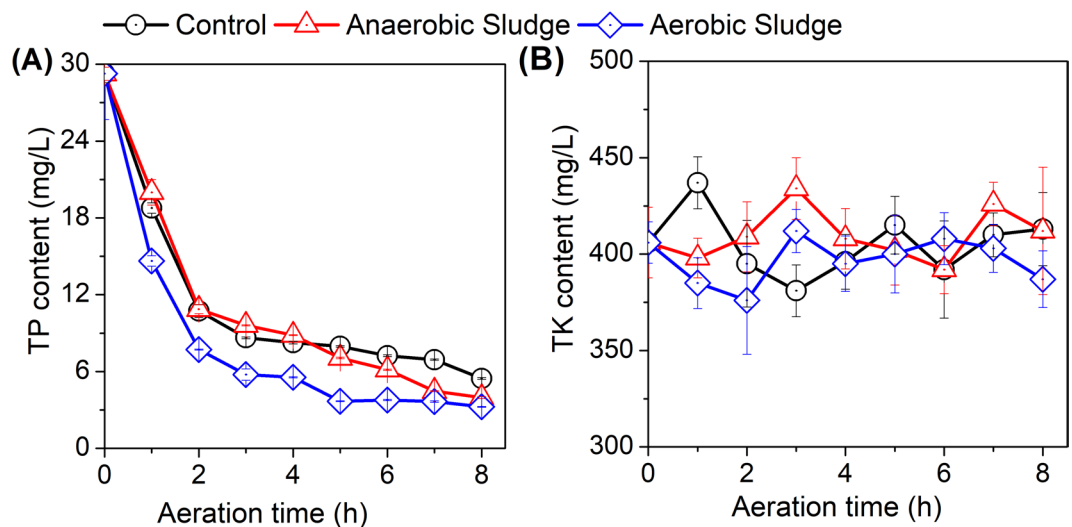 Control Anaerobic Sludge Aerobic Sludge
(A)
30
24
18
12
6
0
TP content (mg/L)
0 2 4 6 8
Aeration time (h)
(B)
500
450
400
350
300
TK content (mg/L)
0 2 4 6 8
Aeration time (h)